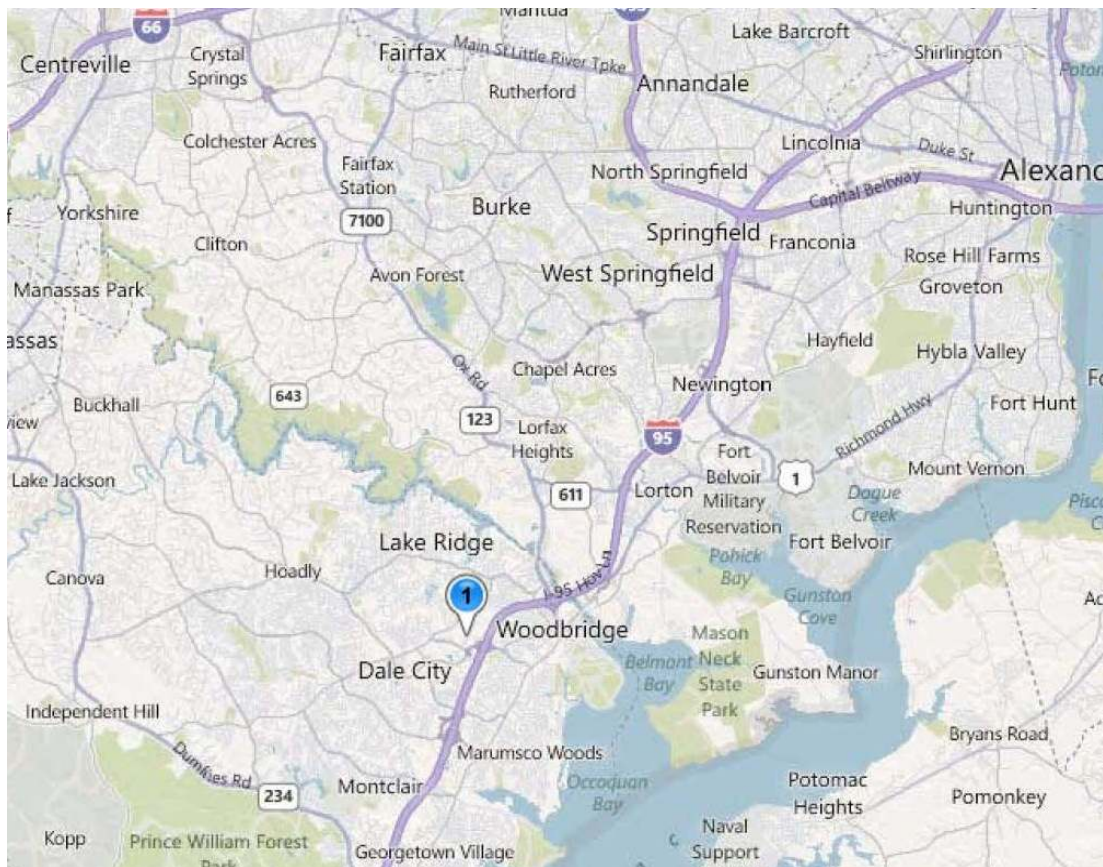 Mantua
66
Crystal
Springs
Fairfax
Lake Barcroft
Shirlington
Centreville
Main St
Little River Tpke
Annandale
Rutherford
Colchester Acres
Lincolnia
Duke St
Fairfax
Station
North Springfield
Capital Beltway
Alexanc
Yorkshire
7100
Burke
Huntington
Clifton
Springfield
Franconia
Avon Forest
West Springfield
Rose Hill Farms
Groveton
Manassas Park
assas
Hayfield
Hybla Valley
Ox Rd
Chapel Acres
Newington
643
Buckhall
123
Fort Hunt
view
Lorfax
Heights
95
Richmond Hwy
Lake Jackson
611
Lorton
Fort
Belvoir
Military
Reservation
1
Mount Vernon
Dogue
Creek
Lake Ridge
Fort Belvoir
Pohick
Bay
Canova
Hoadly
1
I-95 Hov Ln
Gunston
Cove
Woodbridge
Mason
Neck
State
Park
Dale City
Belmont
Bay
Gunston Manor
Independent Hill
Bryans Road
Marumsco Woods
Dumfries Rd
234
Montclair
Occoquan
Bay
Potomac
Heights
Pomonkey
Kopp
Prince William Forest
Park
Georgetown Village
Naval
Support